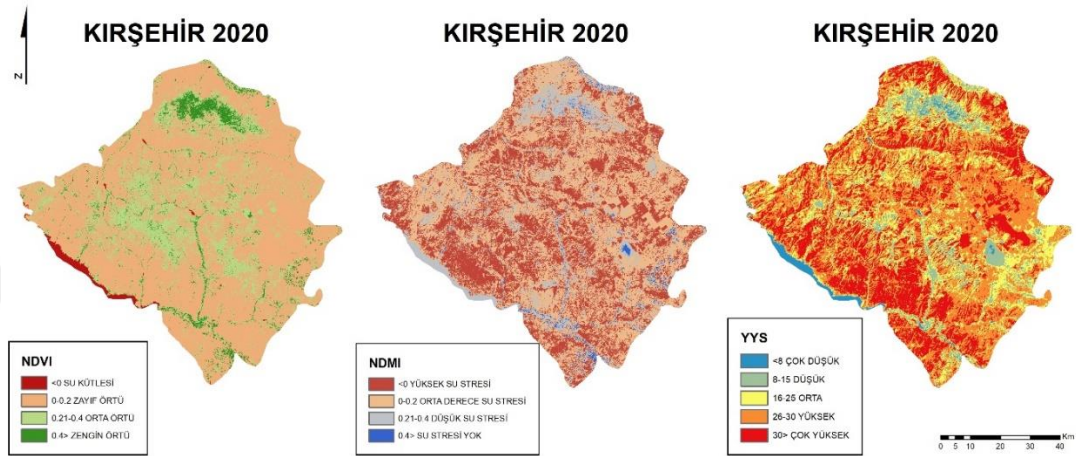 N
KIRŞEHİR 2020
NDVI
<0 SU KÜTLESİ
0-0.2 ZAYIF ÖRTÜ
0.21-0.4 ORTA ÖRTÜ
0.4> ZENGİN ÖRTÜ
KIRŞEHİR 2020
NDMI
<0 YÜKSEK SU STRESİ
0-0.2 ORTA DERECE SU STRESİ
0.21-0.4 DÜŞÜK SU STRESİ
0.4> SU STRESİ YOK
KIRŞEHİR 2020
YYS
<8 ÇOK DÜŞÜK
8-15 DÜŞÜK
16-25 ORTA
26-30 YÜKSEK
30> ÇOK YÜKSEK
Km
0 5 10 20 30 40